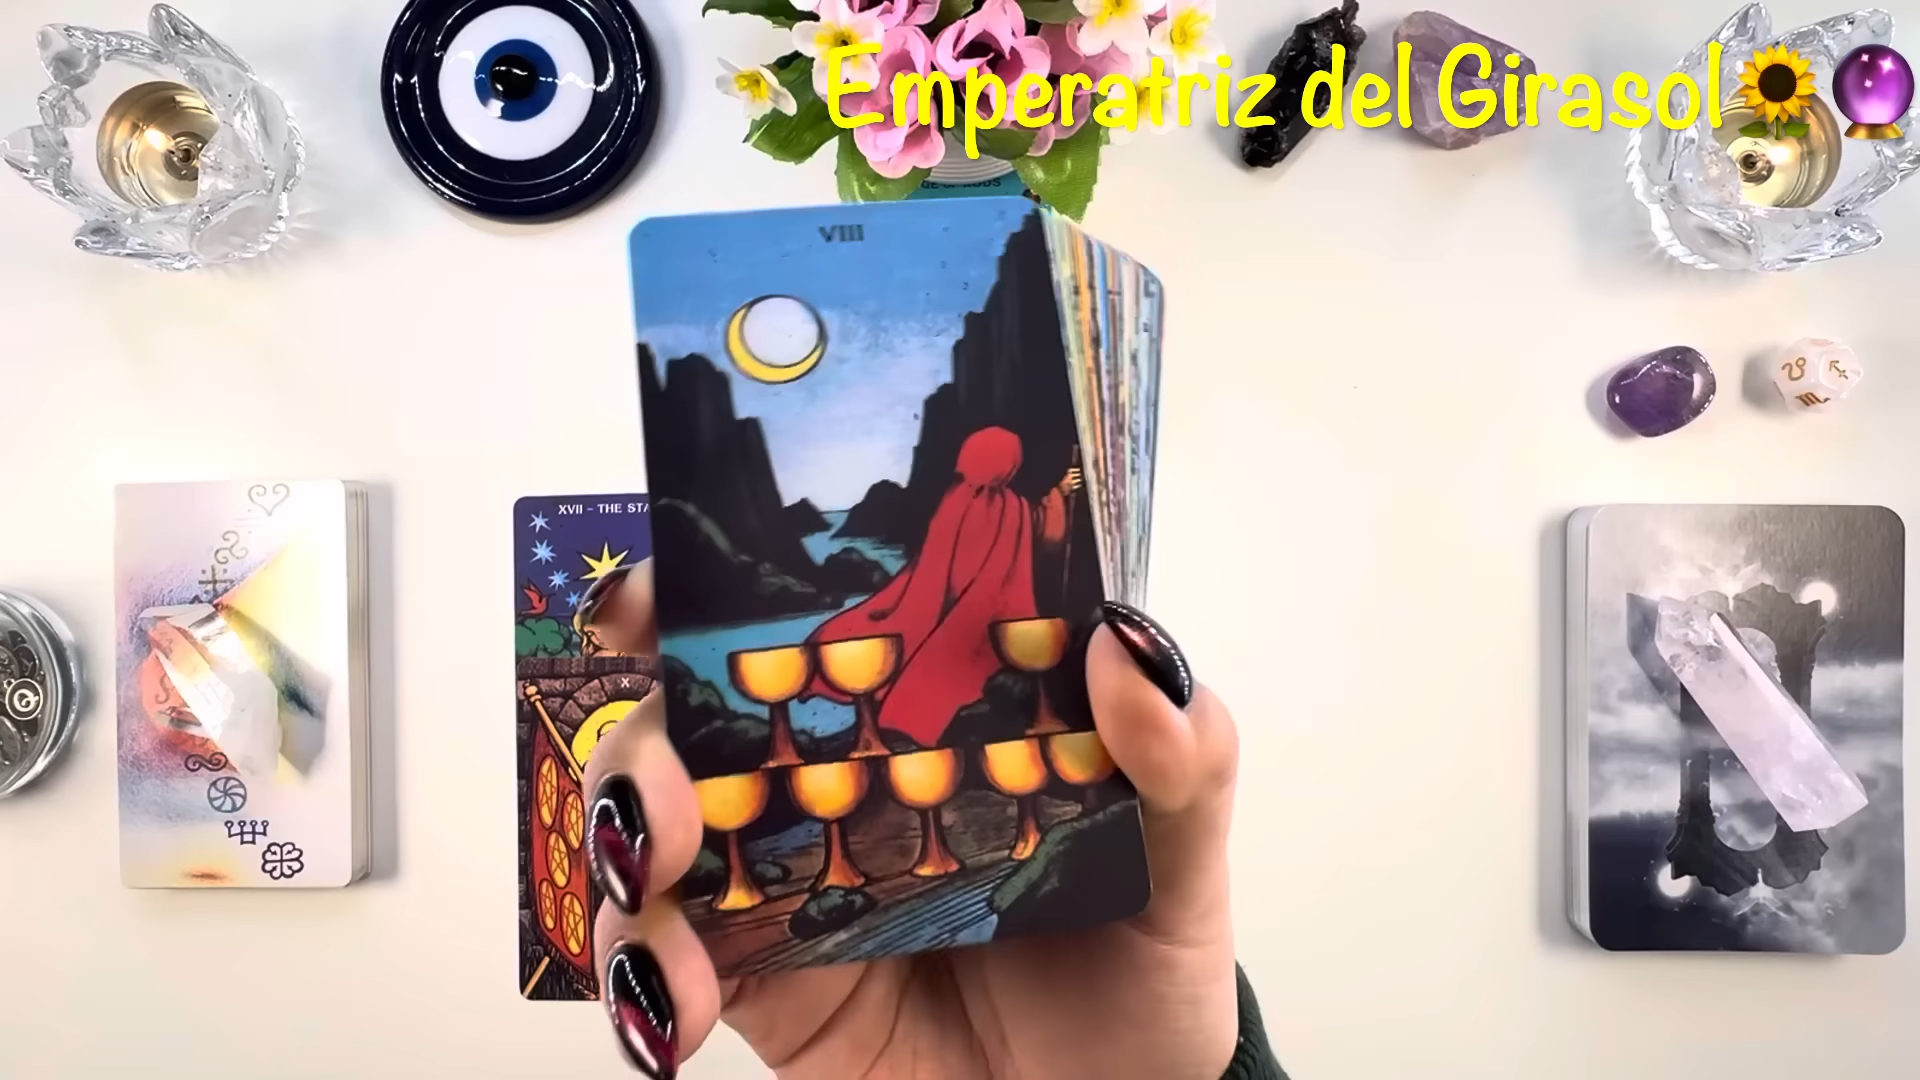 Emperatriz del Girasol
VIII
XVII - THE STA
X